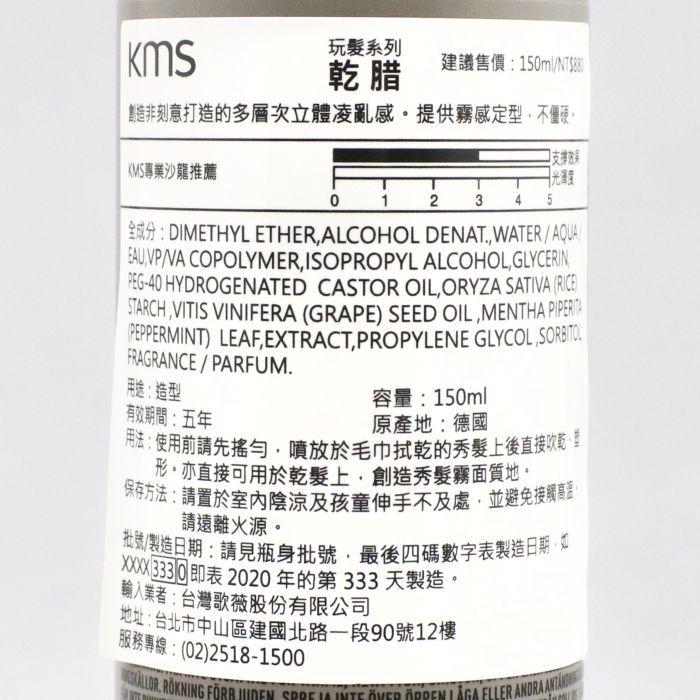 kms
玩髮系列
乾腊
建議售價：150ml/NT$880
創造非刻意打造的多層次立體凌亂感。提供霧感定型，不僵硬。
KMS專業沙龍推薦
支撐效果
光澤度
0 1 2 3 4 5
全成分：DIMETHYL ETHER,ALCOHOL DENAT.,WATER / AQUA /
EAU,VP/VA COPOLYMER,ISOPROPYL ALCOHOL,GLYCERIN,
PEG-40 HYDROGENATED CASTOR OIL,ORYZA SATIVA (RICE)
STARCH ,VITIS VINIFERA (GRAPE) SEED OIL ,MENTHA PIPERITA
(PEPPERMINT) LEAF,EXTRACT,PROPYLENE GLYCOL ,SORBITOL,
FRAGRANCE / PARFUM.
用途：造型
容量：150ml
有效期間：五年
原產地：德國
用法：使用前請先搖勻，噴放於毛巾拭乾的秀髮上後直接吹乾、塑
形。亦直接可用於乾髮上，創造秀髮霧面質地。
保存方法：請置於室內陰涼及孩童伸手不及處，並避免接觸高溫，
請遠離火源。
批號/製造日期：請見瓶身批號，最後四碼數字表製造日期，如
XXXX3330即表 2020 年的第 333 天製造。
輸入業者：台灣歌薇股份有限公司
地址：台北市中山區建國北路一段90號12樓
服務專線：(02)2518-1500
RÖKNING FÖRBJUDEN. SPREJA INTE ÖVER ÖPPEN LÅGA ELLER ANDRA